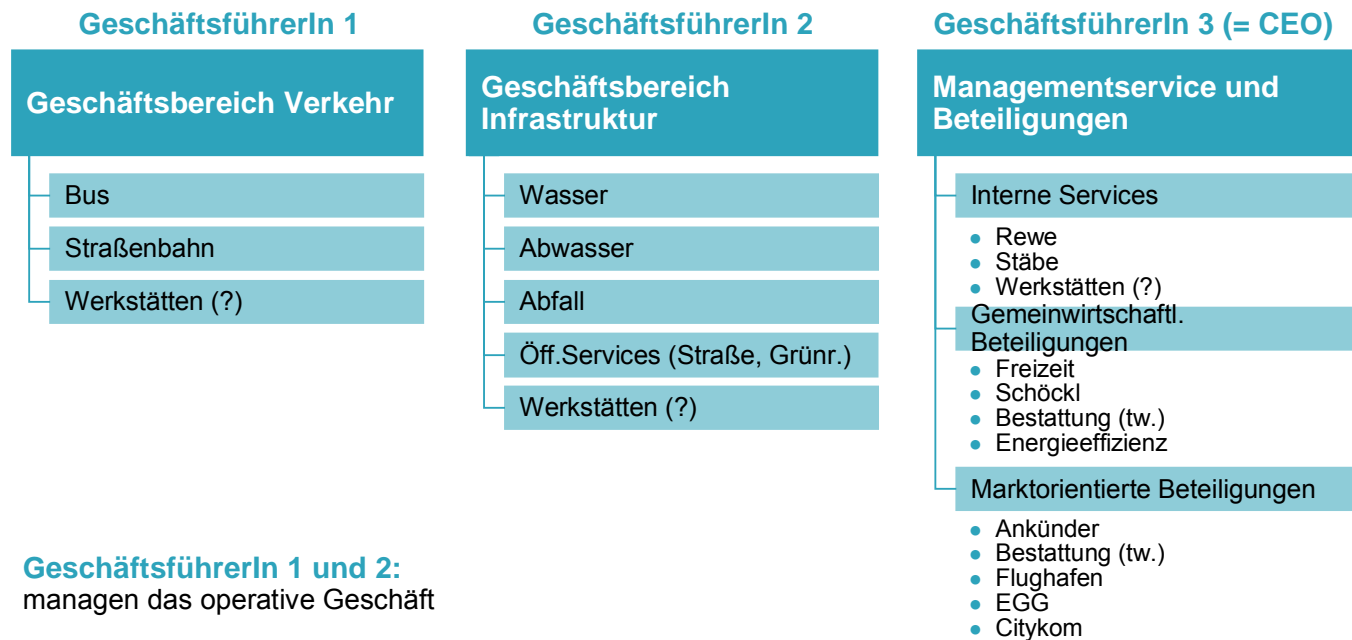 GeschäftsführerIn 1
Geschäftsbereich Verkehr
Bus
Straßenbahn
Werkstätten (?)
GeschäftsführerIn 2
Geschäftsbereich
Infrastruktur
Wasser
Abwasser
Abfall
Öff.Services (Straße, Grünr.)
Werkstätten (?)
GeschäftsführerIn 3 (= CEO)
Managementservice und
Beteiligungen
Interne Services
• Rewe
• Stäbe
• Werkstätten (?)
Gemeinwirtschaftl.
Beteiligungen
• Freizeit
• Schöckl
• Bestattung (tw.)
• Energieeffizienz
Marktorientierte Beteiligungen
• Ankünder
• Bestattung (tw.)
• Flughafen
• EGG
• Citykom
GeschäftsführerIn 1 und 2:
managen das operative Geschäft